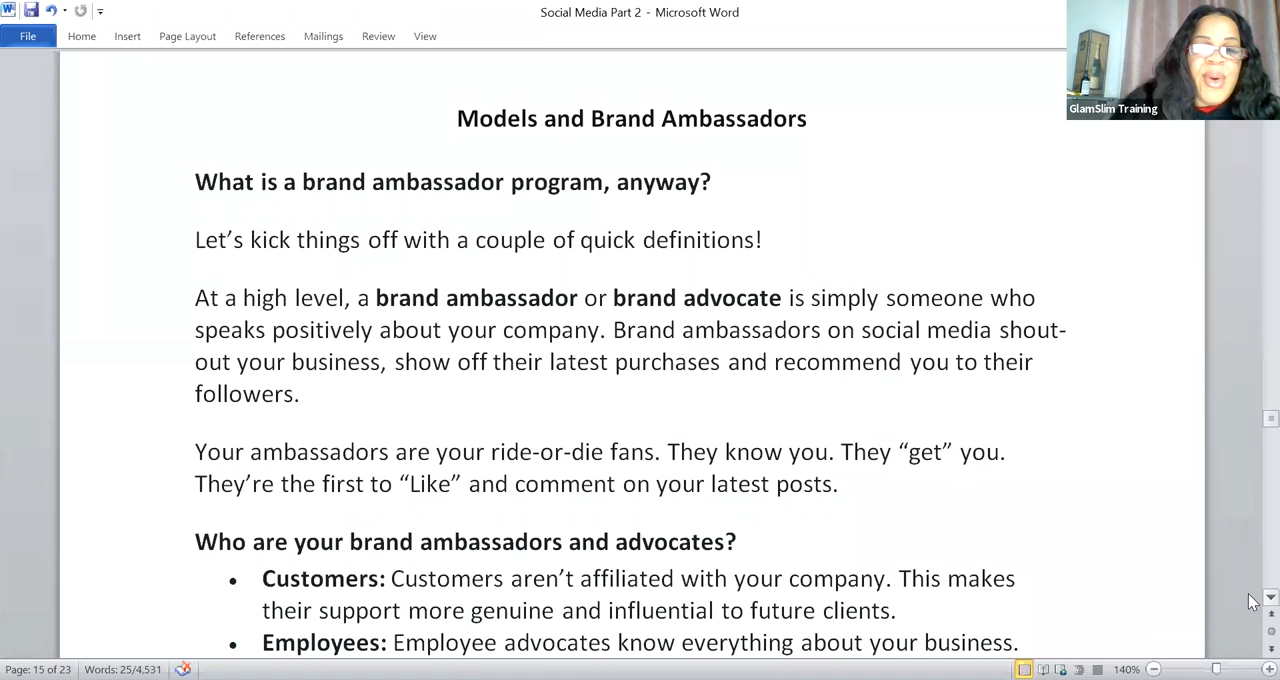 Social Media Part 2 - Microsoft Word
File Home Insert Page Layout References Mailings Review View
GlamSlim Training
Models and Brand Ambassadors
What is a brand ambassador program, anyway?
Let’s kick things off with a couple of quick definitions!
At a high level, a brand ambassador or brand advocate is simply someone who
speaks positively about your company. Brand ambassadors on social media shout-
out your business, show off their latest purchases and recommend you to their
followers.
Your ambassadors are your ride-or-die fans. They know you. They “get” you.
They’re the first to “Like” and comment on your latest posts.
Who are your brand ambassadors and advocates?
• Customers: Customers aren’t affiliated with your company. This makes
their support more genuine and influential to future clients.
• Employees: Employee advocates know everything about your business.
Page: 15 of 23 Words: 25/4,531 140%